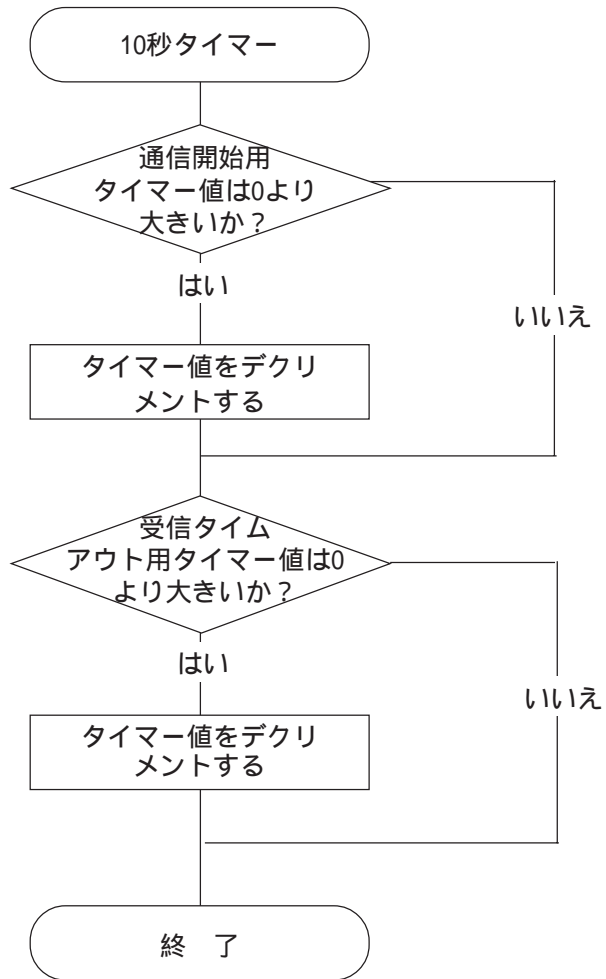 10秒タイマー
通信開始用
タイマー値は0より
大きいか？
はい
いいえ
タイマー値をデクリ
メントする
受信タイム
アウト用タイマー値は0
より大きいか？
はい
いいえ
タイマー値をデクリ
メントする
終　了